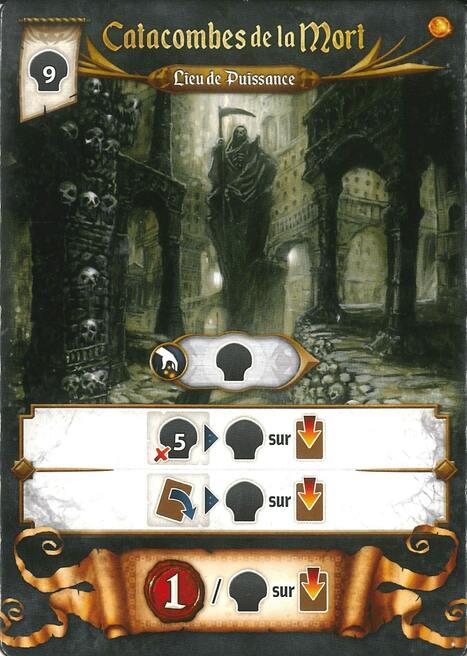 Catacombes de la Mort
9
Lieu de Puissance
5 sur
sur
1 / sur